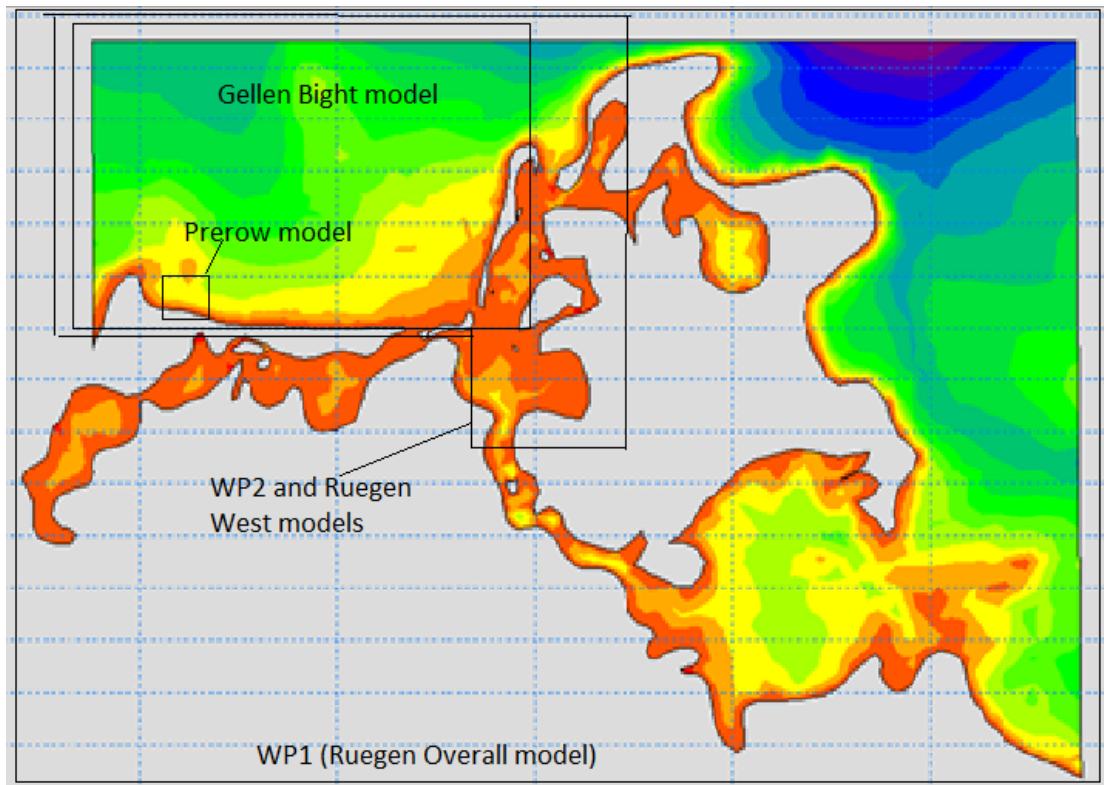 Gellen Bight model
Prerow model
WP2 and Ruegen
West models
WP1 (Ruegen Overall model)